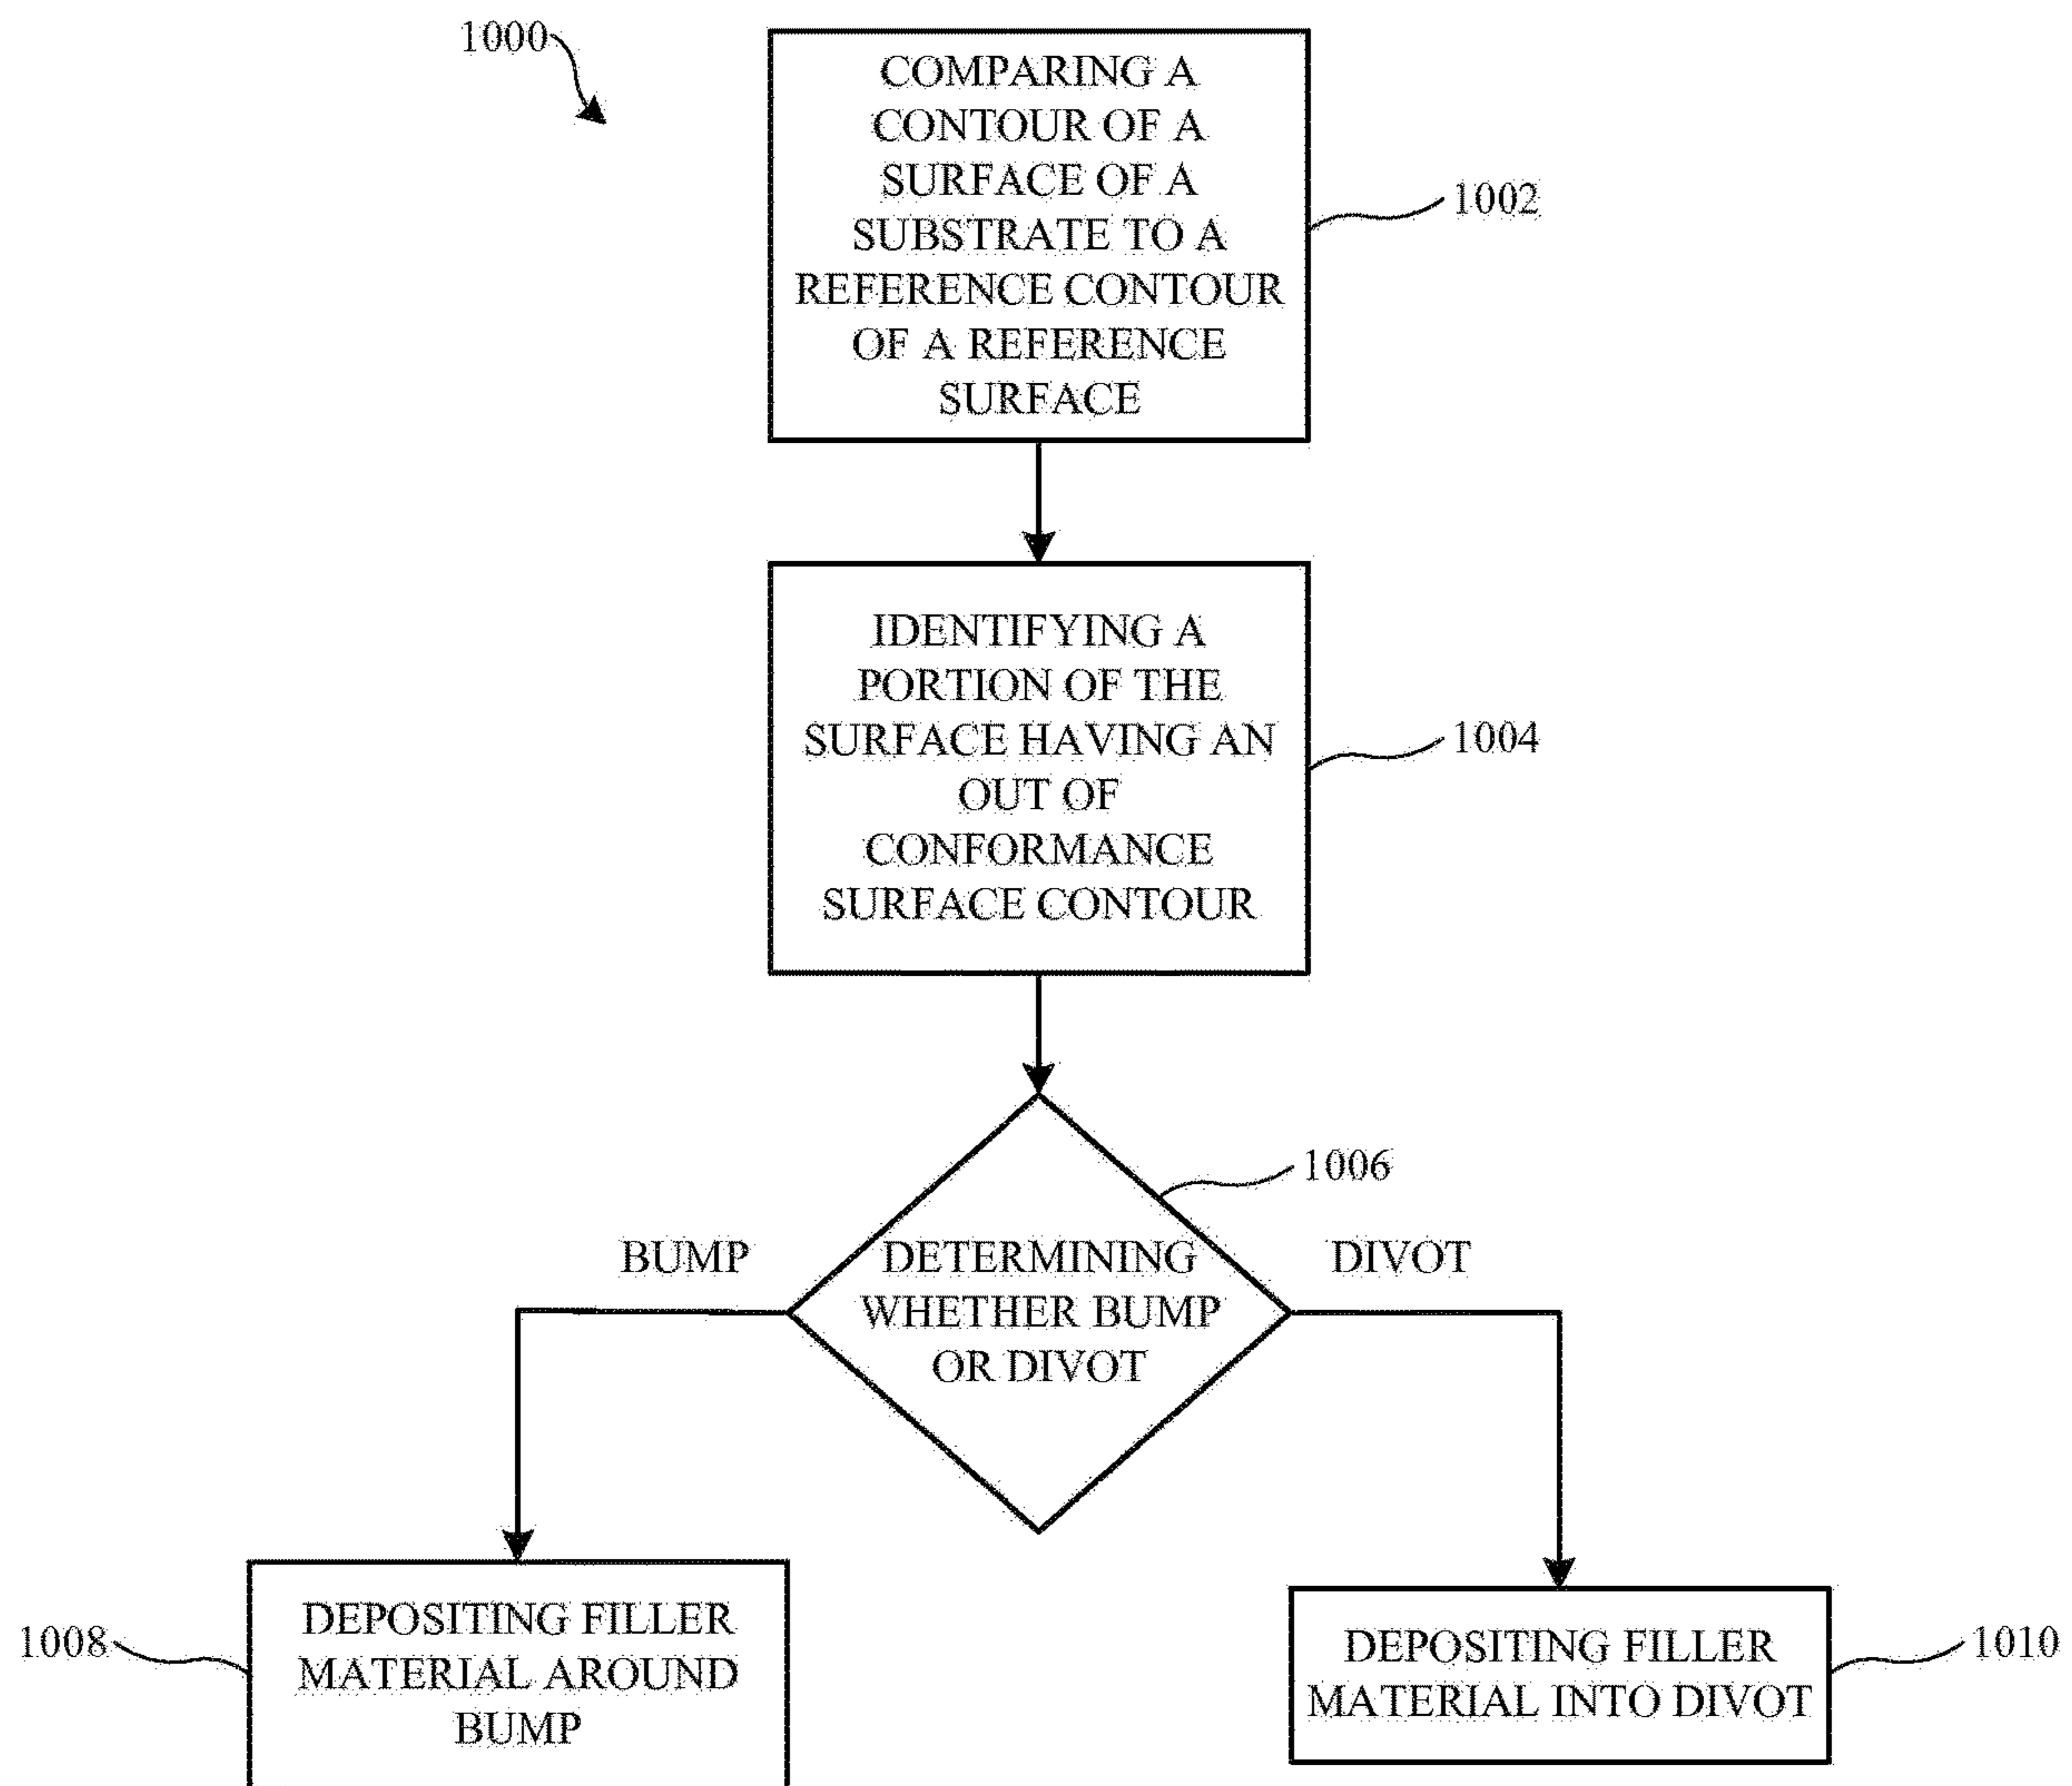 1000
COMPARING A
CONTOUR OF A
SURFACE OF A
SUBSTRATE TO A
REFERENCE CONTOUR
OF A REFERENCE
SURFACE
1002
IDENTIFYING A
PORTION OF THE
SURFACE HAVING AN
OUT OF
CONFORMANCE
SURFACE CONTOUR
1004
1006
BUMP
DETERMINING
WHETHER BUMP
OR DIVOT
DIVOT
1008
DEPOSITING FILLER
MATERIAL AROUND
BUMP
DEPOSITING FILLER
MATERIAL INTO DIVOT
1010